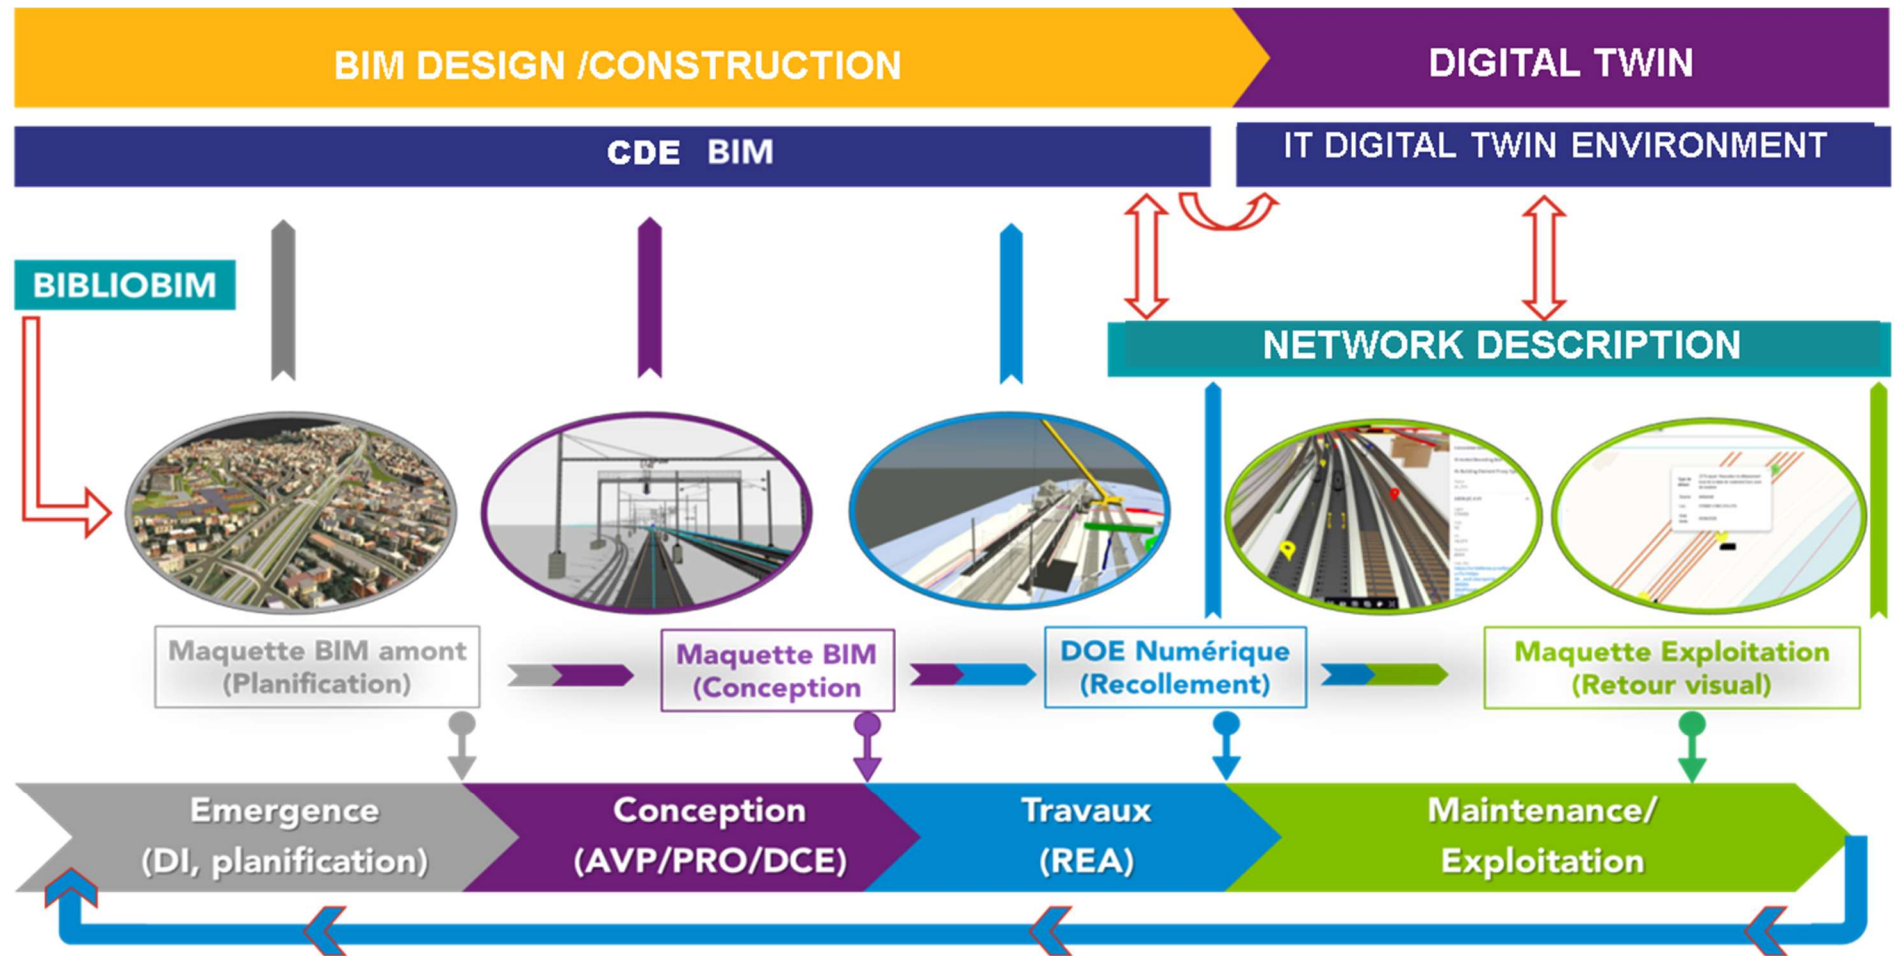 BIM DESIGN /CONSTRUCTION
DIGITAL TWIN
CDE BIM
IT DIGITAL TWIN ENVIRONMENT
BIBLIOBIM
NETWORK DESCRIPTION
Maquette BIM amont
(Planification)
Maquette BIM
(Conception
DOE Numérique
(Recollement)
Maquette Exploitation
(Retour visual)
Emergence
(DI, planification)
Conception
(AVP/PRO/DCE)
Travaux
(REA)
Maintenance/
Exploitation